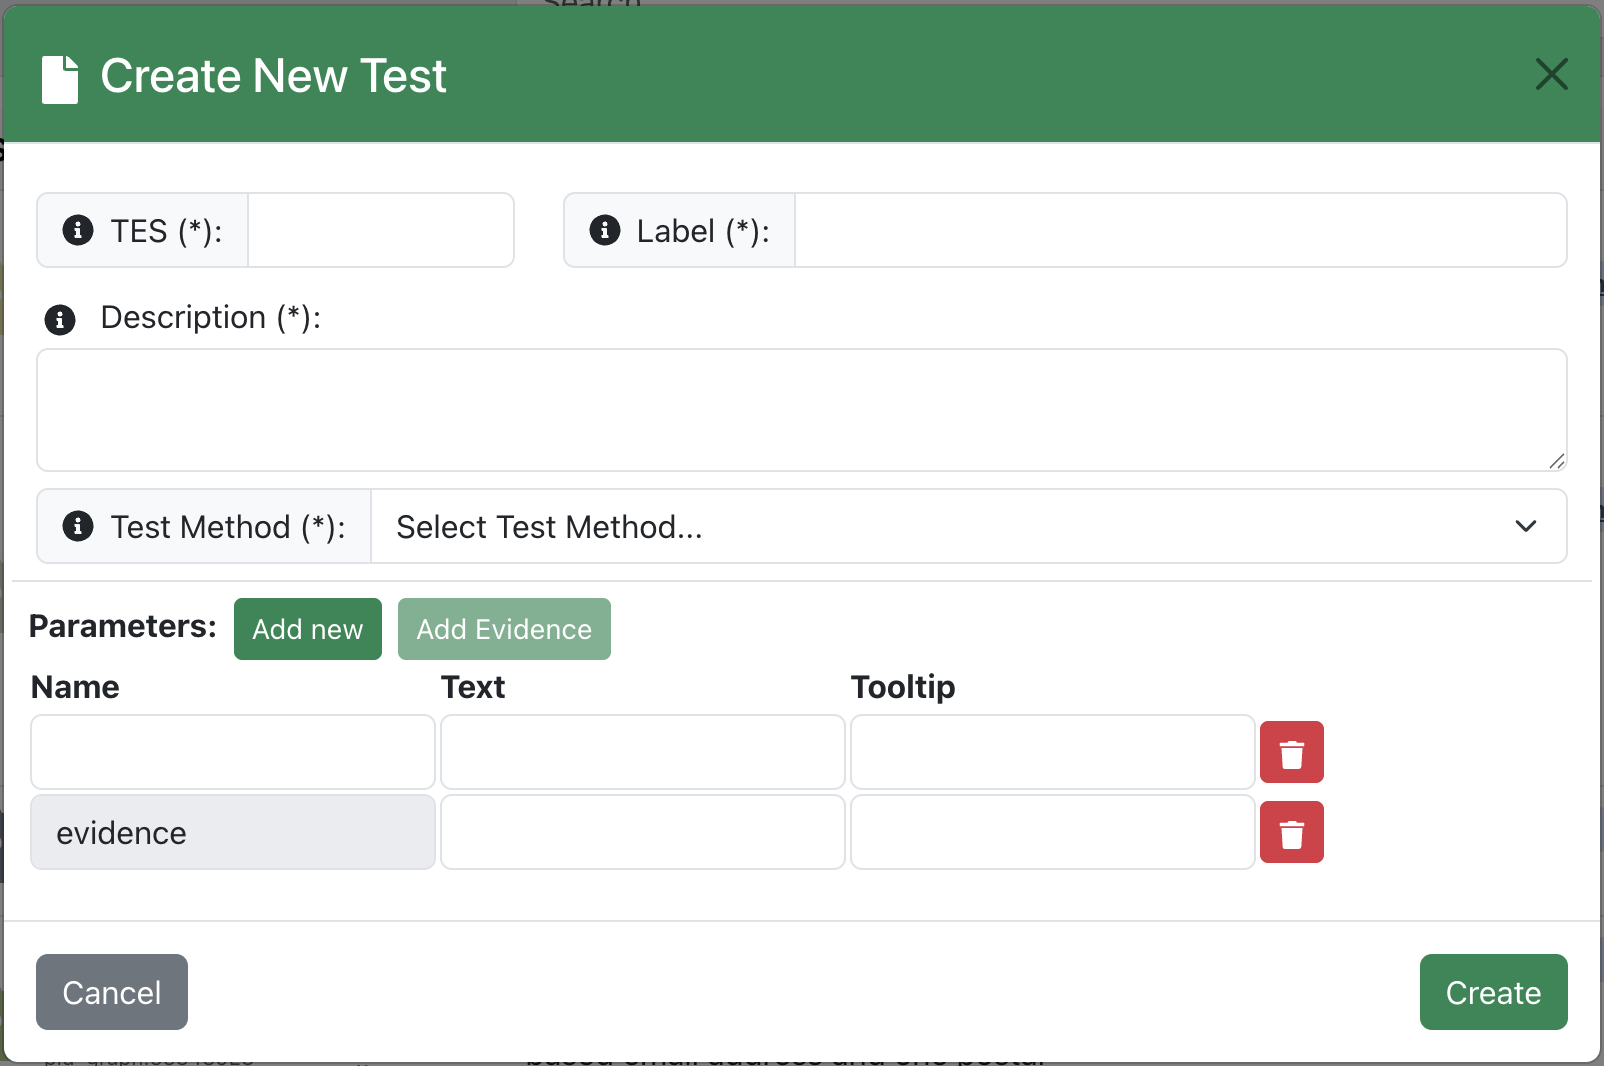 Search
Create New Test
TES (*):
Label (*):
Description (*):
Test Method (*):
Select Test Method...
Parameters:
Add new
Add Evidence
Name Text Tooltip
evidence
Cancel
Create